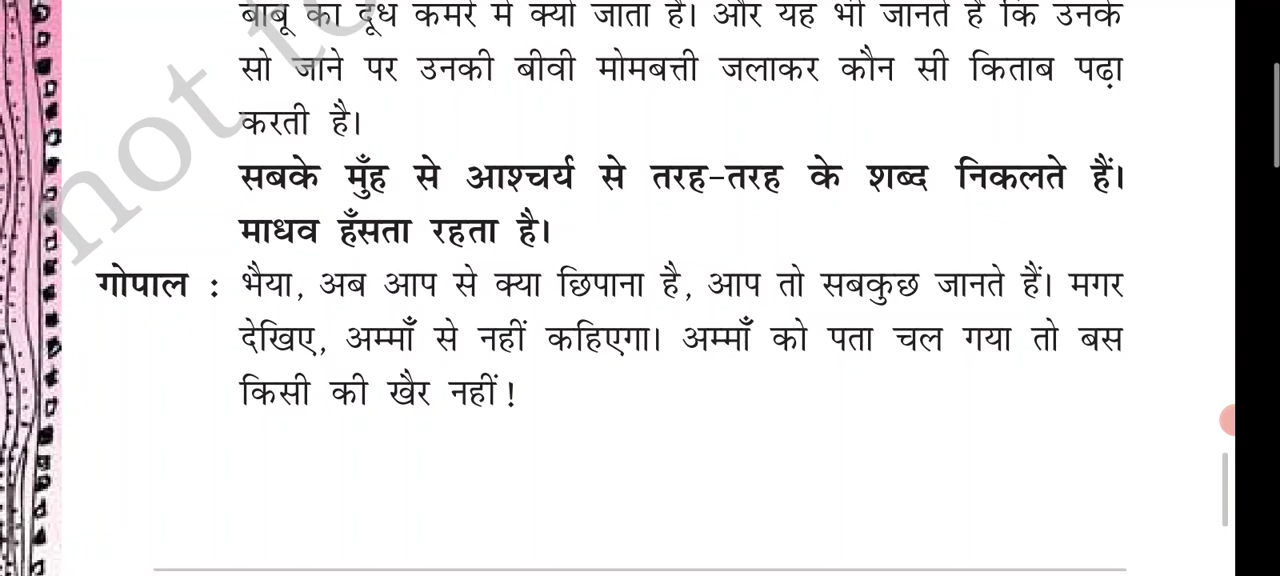 बाबू का दूध कमरे में क्यों जाता है। और यह भी जानते हैं कि उनके
सो जाने पर उनकी बीवी मोमबत्ती जलाकर कौन सी किताब पढ़ा
करती है।
सबके मुँह से आश्चर्य से तरह-तरह के शब्द निकलते हैं।
माधव हँसता रहता है।
गोपाल : भैया, अब आप से क्या छिपाना है, आप तो सबकुछ जानते हैं। मगर
देखिए, अम्माँ से नहीं कहिएगा। अम्माँ को पता चल गया तो बस
किसी की खैर नहीं!
not to